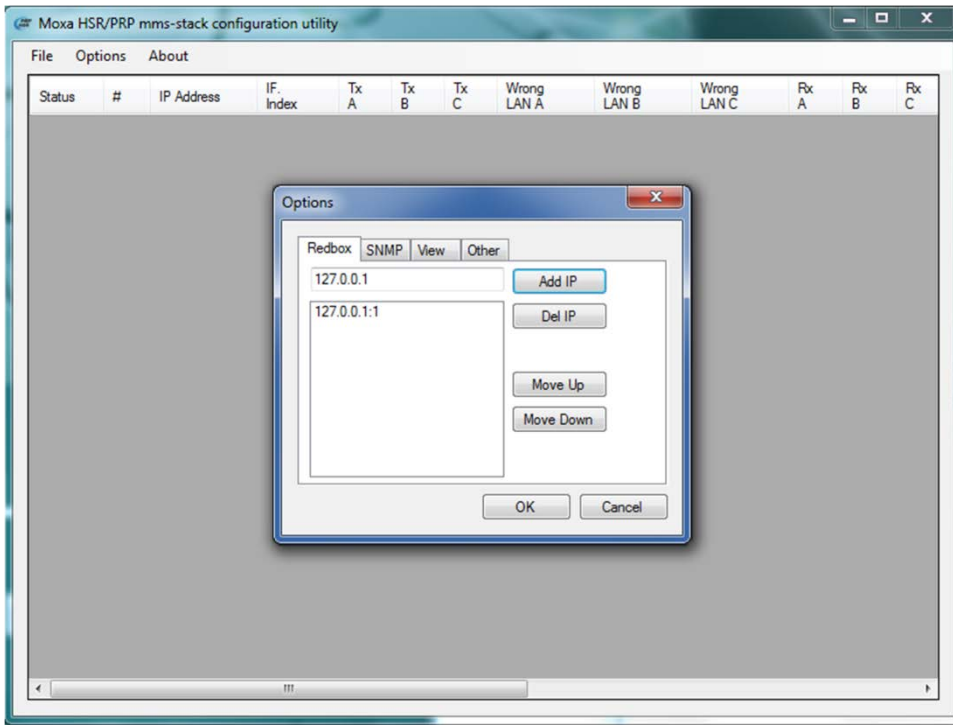 Moxa HSR/PRP mms-stack configuration utility
File Options About
Status # IP Address IF. Index Tx A Tx B Tx C Wrong LAN A Wrong LAN B Wrong LAN C Rx A Rx B Rx C
Options
Redbox SNMP View Other
127.0.0.1 Add IP
127.0.0.1:1 Del IP
Move Up
Move Down
OK Cancel